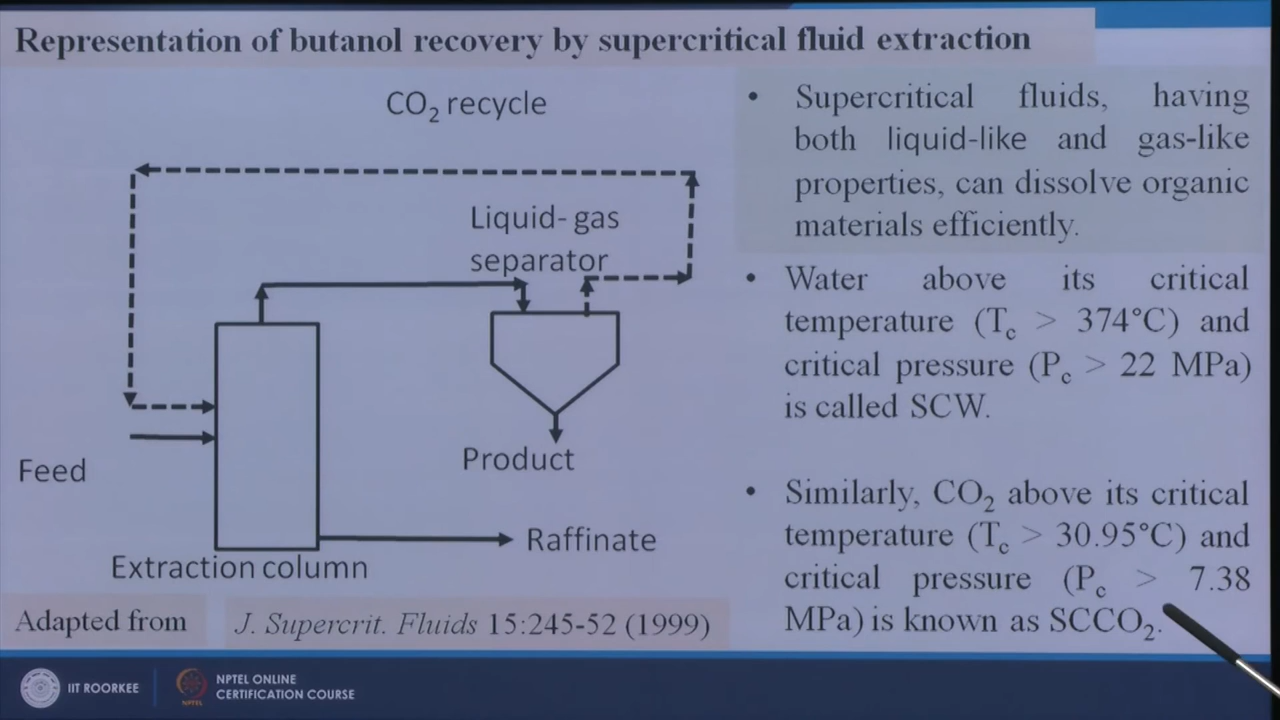 Representation of butanol recovery by supercritical fluid extraction
CO₂ recycle
Liquid- gas
separator
Feed
Product
Raffinate
Extraction column
Adapted from
J. Supercrit. Fluids 15:245-52 (1999)
• Supercritical fluids, having
both liquid-like and gas-like
properties, can dissolve organic
materials efficiently.
• Water above its critical
temperature (T꜀ > 374°C) and
critical pressure (P꜀ > 22 MPa)
is called SCW.
• Similarly, CO₂ above its critical
temperature (T꜀ > 30.95°C) and
critical pressure (P꜀ > 7.38
MPa) is known as SCCO₂.
IIT ROORKEE
NPTEL
NPTEL ONLINE
CERTIFICATION COURSE